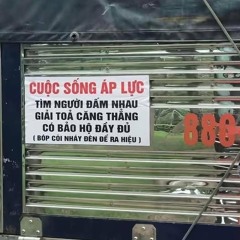 CUỘC SỐNG ÁP LỰC
TÌM NGƯỜI ĐẤM NHAU
GIẢI TOẢ CĂNG THẲNG
CÓ BẢO HỘ ĐẦY ĐỦ
( BÓP CÒI NHÁY ĐÈN ĐỂ RA HIỆU )